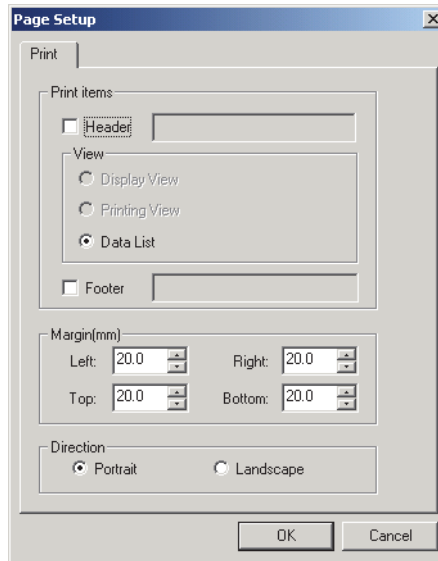 Page Setup
Print
Print items
Header
View
Display View
Printing View
Data List
Footer
Margin(mm)
Left: 20.0 Right: 20.0
Top: 20.0 Bottom: 20.0
Direction
Portrait Landscape
OK Cancel